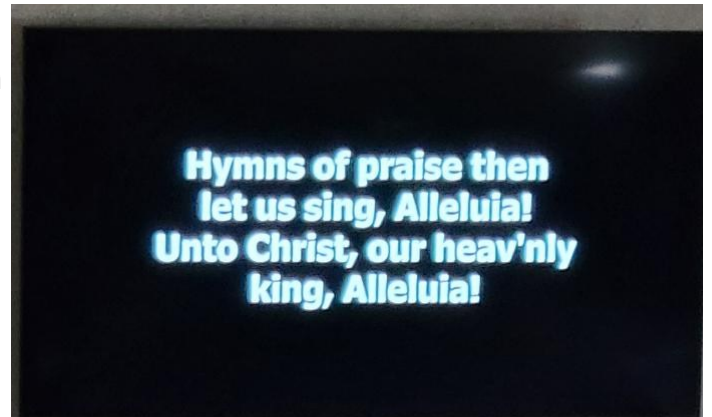 Hymns of praise then
let us sing, Alleluia!
Unto Christ, our heav'nly
king, Alleluia!